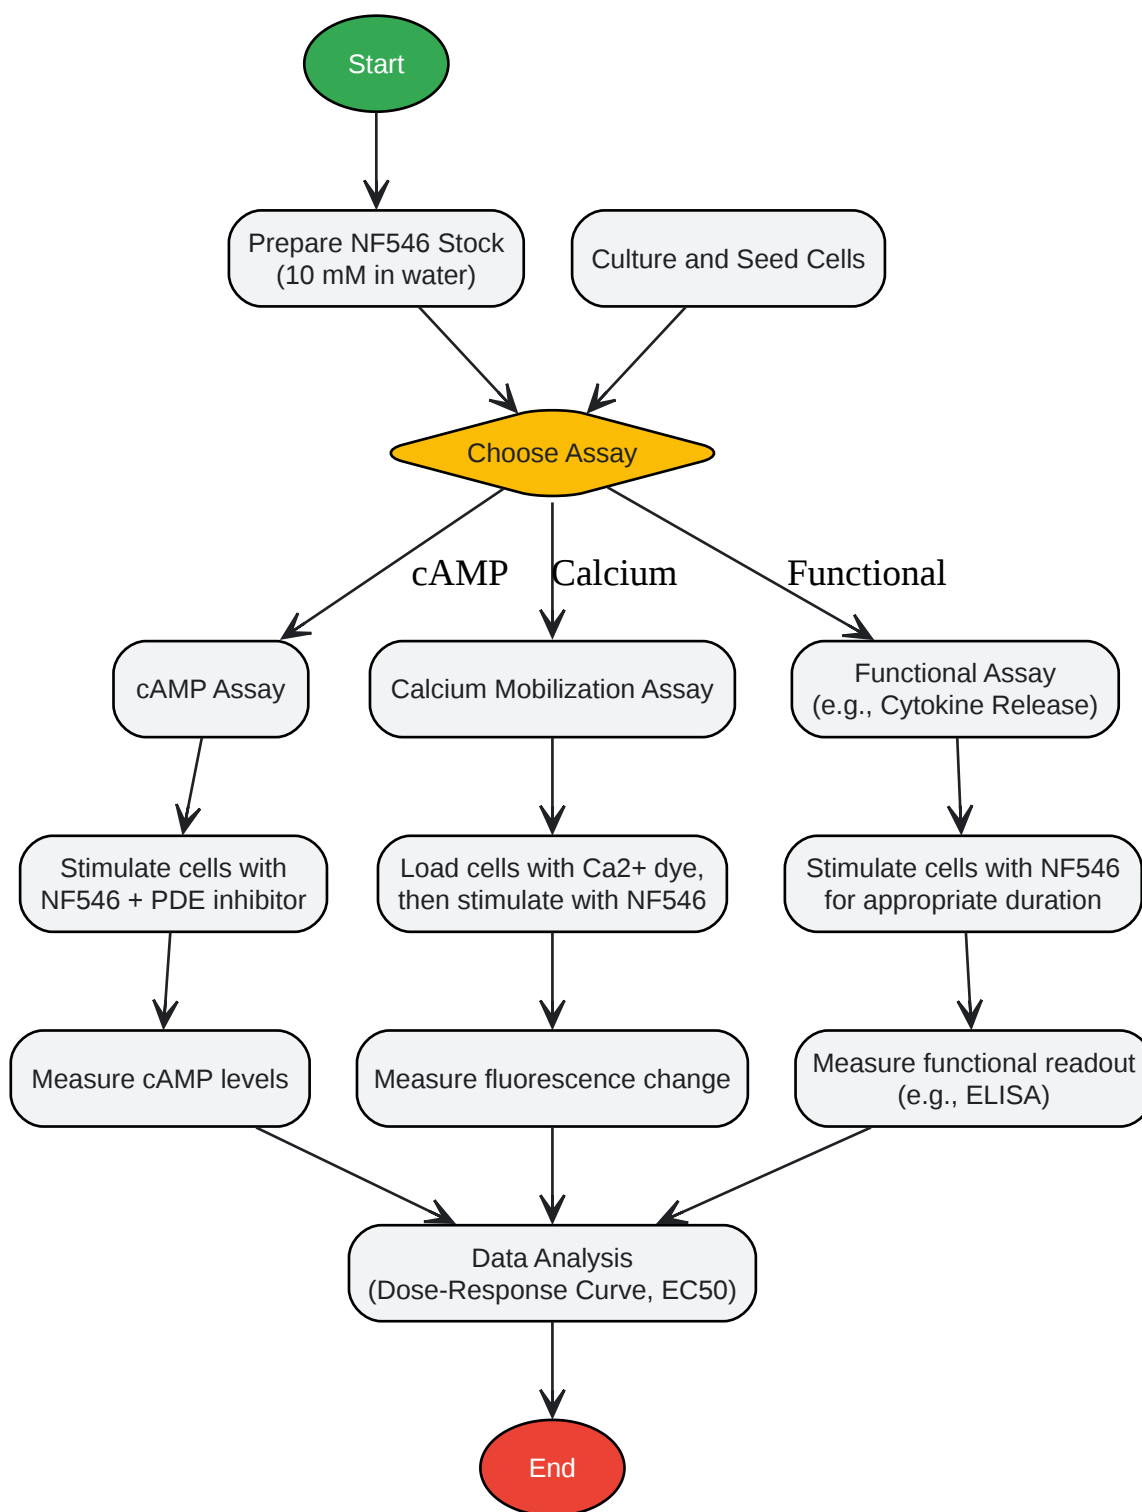 Start
Prepare NF546 Stock
(10 mM in water)
Culture and Seed Cells
Choose Assay
cAMP
Calcium
Functional
cAMP Assay
Calcium Mobilization Assay
Functional Assay
(e.g., Cytokine Release)
Stimulate cells with
NF546 + PDE inhibitor
Load cells with Ca2+ dye,
then stimulate with NF546
Stimulate cells with NF546
for appropriate duration
Measure cAMP levels
Measure fluorescence change
Measure functional readout
(e.g., ELISA)
Data Analysis
(Dose-Response Curve, EC50)
End